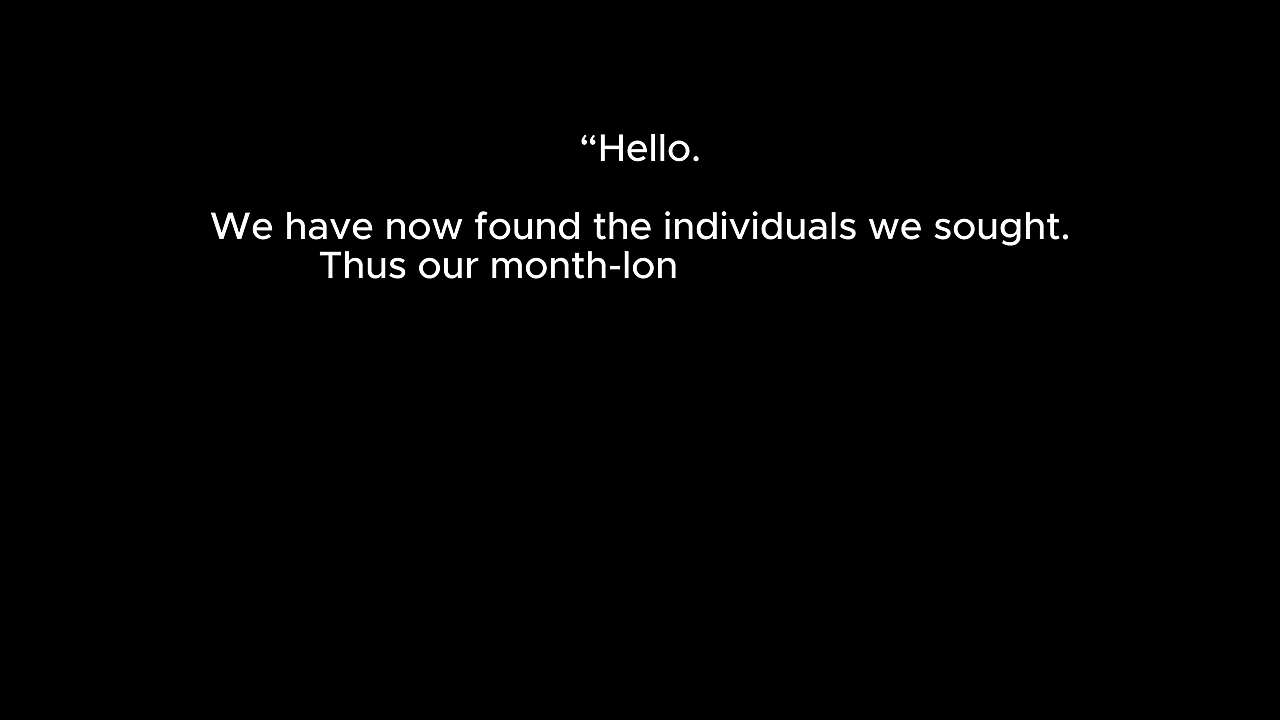 “Hello.
We have now found the individuals we sought.
Thus our month-lon